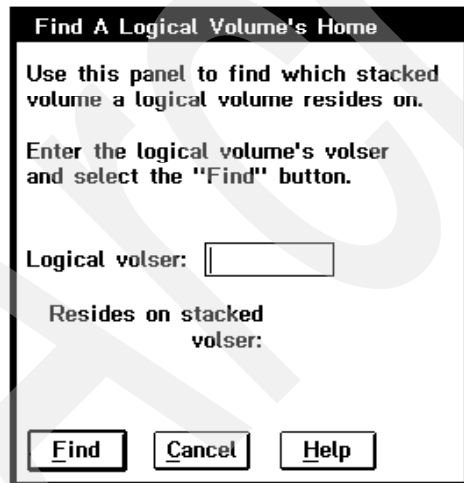 Find A Logical Volume's Home
Use this panel to find which stacked
volume a logical volume resides on.
Enter the logical volume's volser
and select the "Find" button.
Logical volser:
Resides on stacked
volser:
Find Cancel Help